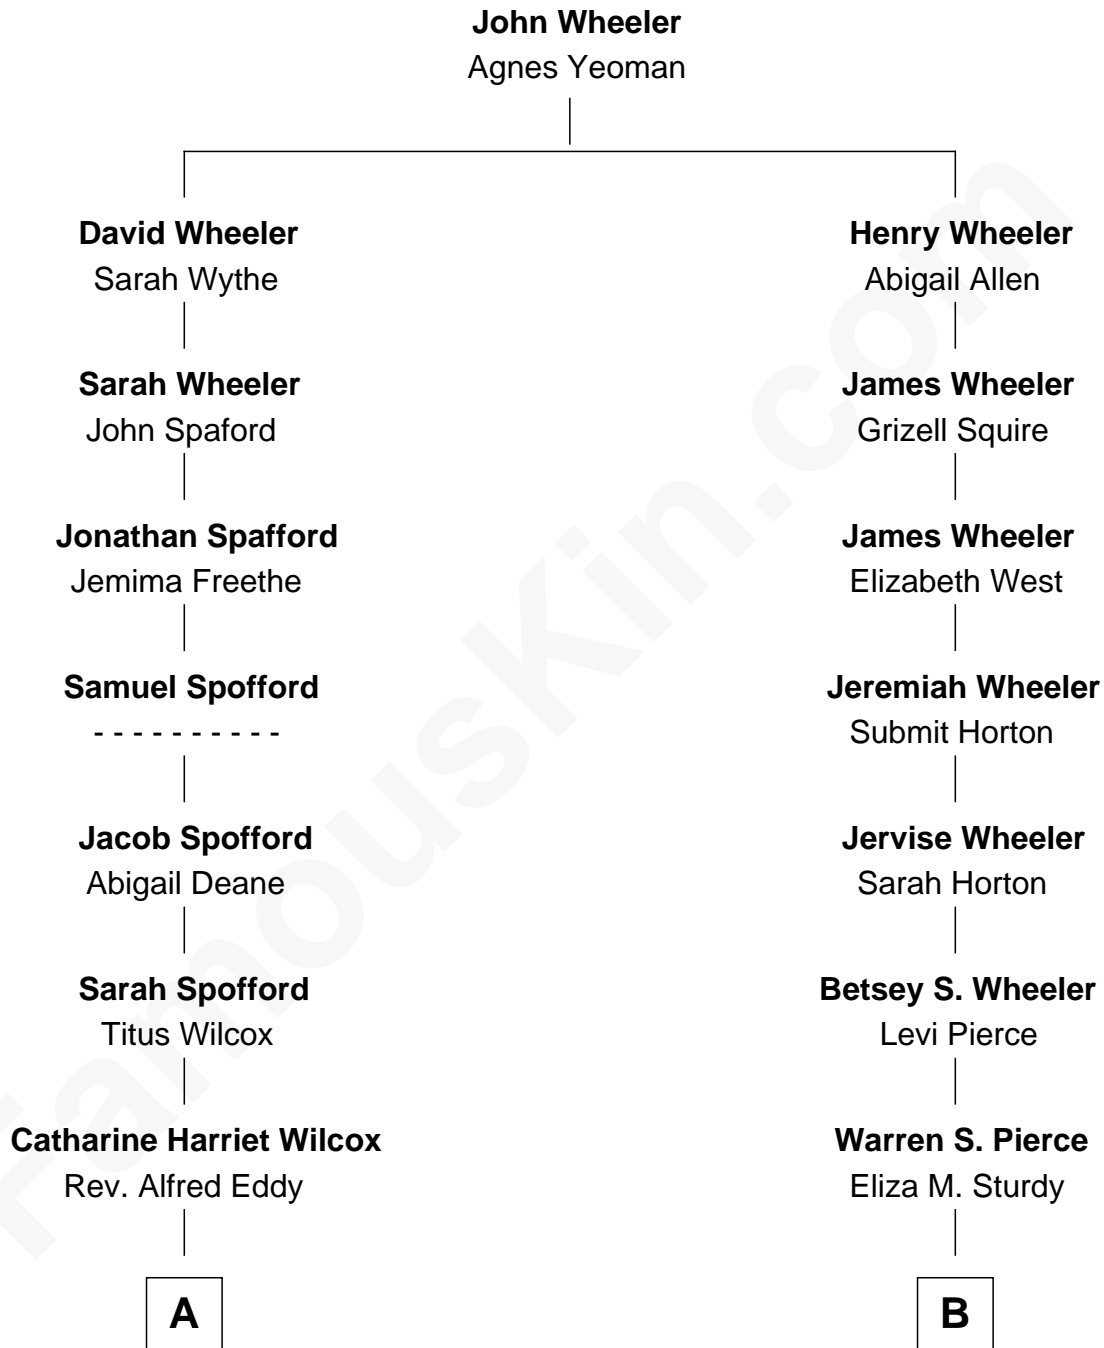 John Wheeler
Agnes Yeoman
David Wheeler
Sarah Wythe
Henry Wheeler
Abigail Allen
Sarah Wheeler
John Spaford
James Wheeler
Grizell Squire
Jonathan Spafford
Jemima Freethe
James Wheeler
Elizabeth West
Samuel Spofford
- - - - - - - - - -
Jeremiah Wheeler
Submit Horton
Jacob Spofford
Abigail Deane
Jervise Wheeler
Sarah Horton
Sarah Spofford
Titus Wilcox
Betsey S. Wheeler
Levi Pierce
Catharine Harriet Wilcox
Rev. Alfred Eddy
Warren S. Pierce
Eliza M. Sturdy
A
B
FamousKin.com